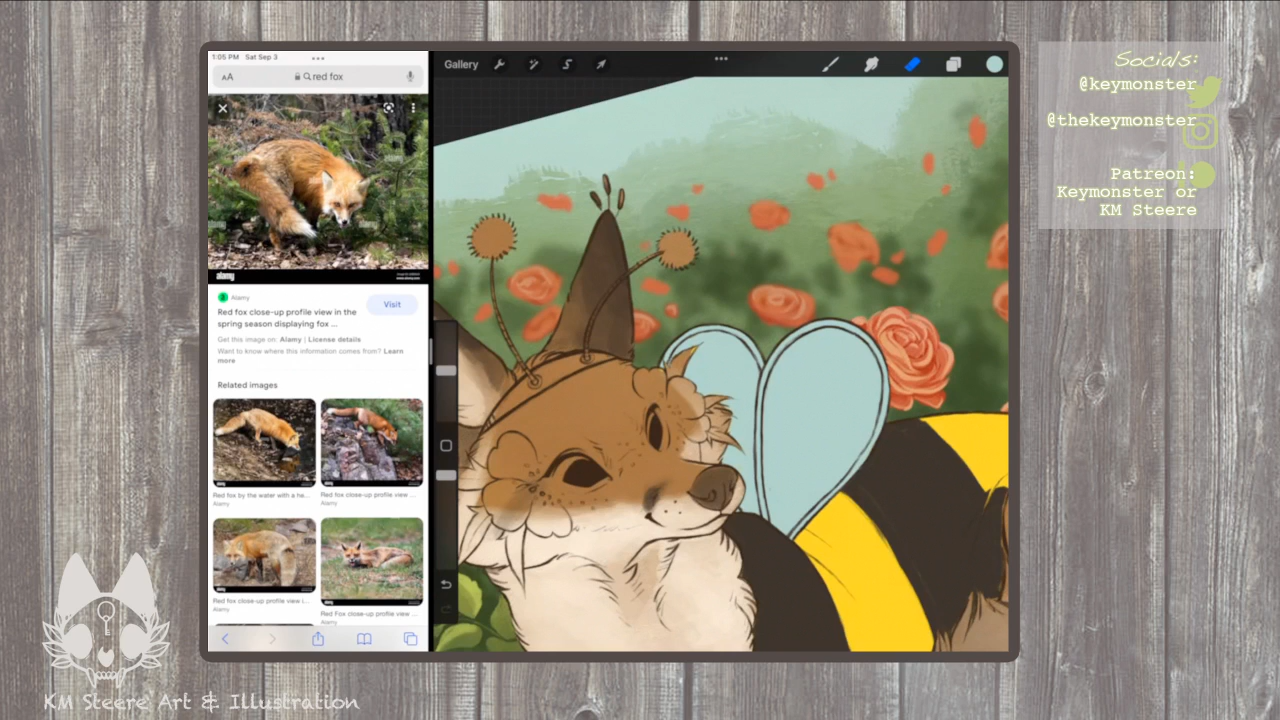 1:05 PM Sat Sep 3
AA
red fox
alamy
Alamy
Visit
Red fox close-up profile view in the
spring season displaying fox ...
Get this image on: Alamy | License details
Want to know where this information comes from? Learn
more
Related images
Red fox by the water with a he...
Alamy
Red fox close-up profile view ...
Alamy
Red fox close-up profile view i...
Alamy
Red Fox close-up profile view ...
Alamy
Gallery
Socials:
@keymonster
@thekeymonster
Patreon:
Keymonster or
KM Steere
KM Steere Art & Illustration